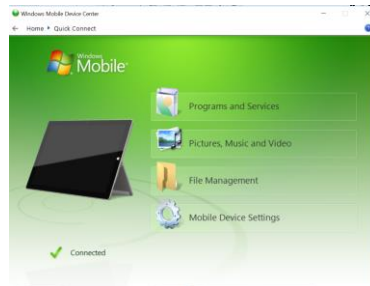 Windows Mobile Device Center
Home Quick Connect
Windows
Mobile
Programs and Services
Pictures, Music and Video
File Management
Mobile Device Settings
Connected